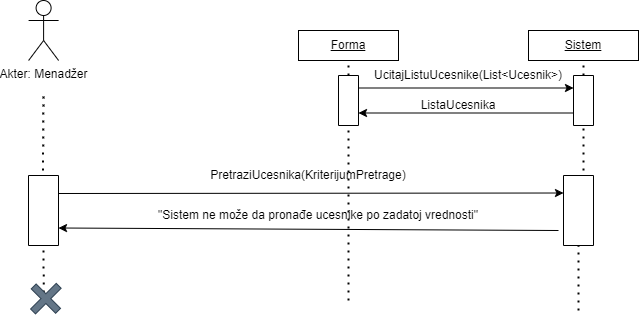 Forma
Sistem
Akter: Menadžer
UcitajListuUcesnike(List<Ucesnik>)
ListaUcesnika
PretraziUcesnika(KriterijumPretrage)
"Sistem ne može da pronađe ucesnike po zadatoj vrednosti"